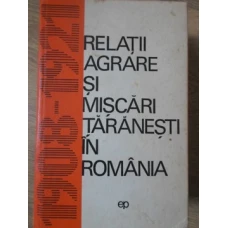 1908-1921
RELAȚII
AGRARE
ȘI
MIȘCĂRI
ȚĂRĂNEȘTI
ÎN
ROMÂNIA
ep